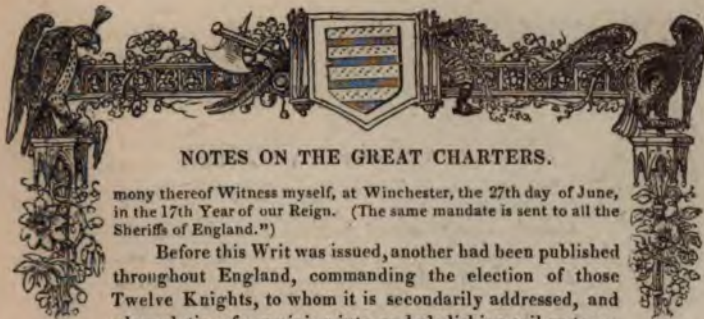 NOTES ON THE GREAT CHARTERS.
mony thereof Witness myself, at Winchester, the 27th day of June,
in the 17th Year of our Reign. (The same mandate is sent to all the
Sheriffs of England.")
Before this Writ was issued, another had been published
throughout England, commanding the election of those
Twelve Knights, to whom it is secondarily addressed, and